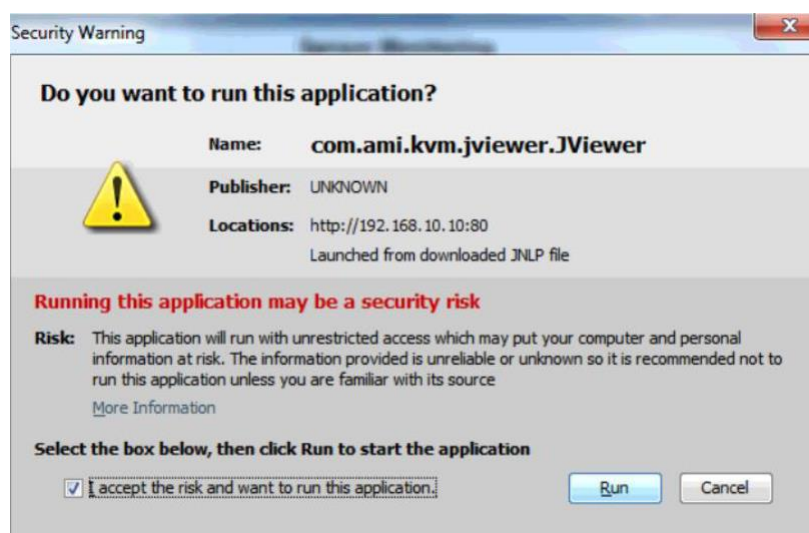 Security Warning
Do you want to run this application?
Name: com.ami.kvm.jviewer.JViewer
Publisher: UNKNOWN
Locations: http://192.168.10.10:80
Launched from downloaded JNLP file
Running this application may be a security risk
Risk: This application will run with unrestricted access which may put your computer and personal
information at risk. The information provided is unreliable or unknown so it is recommended not to
run this application unless you are familiar with its source
More Information
Select the box below, then click Run to start the application
I accept the risk and want to run this application.
Run Cancel